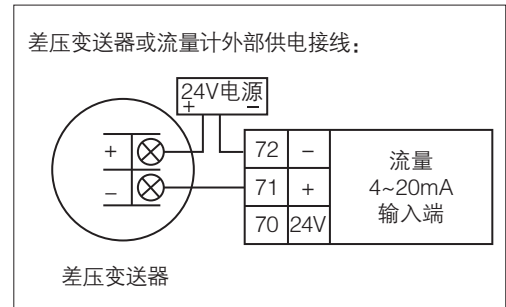 差压变送器或流量计外部供电接线：
24V电源
+ −
+
−
72 −
71 +
70 24V
流量
4~20mA
输入端
差压变送器